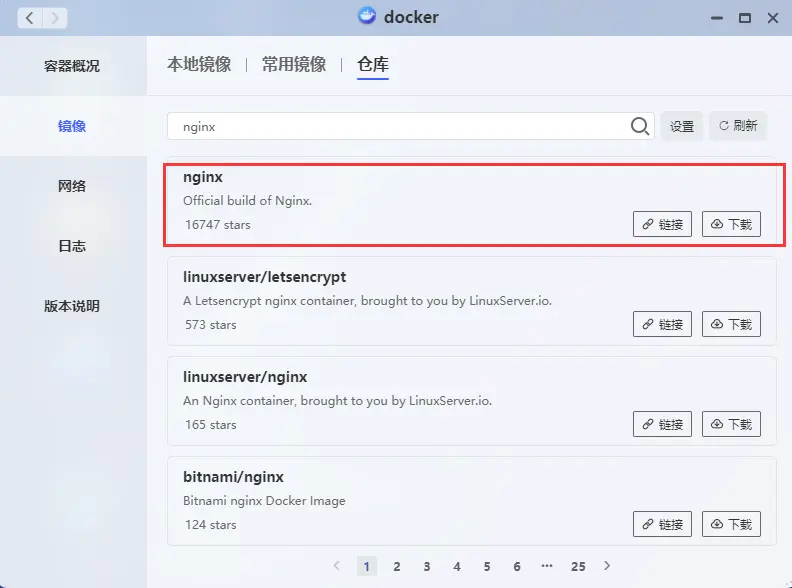 docker
容器概况
镜像
网络
日志
版本说明
本地镜像 | 常用镜像 | 仓库
nginx
设置
刷新
nginx
Official build of Nginx.
16747 stars
链接
下载
linuxserver/letsencrypt
A Letsencrypt nginx container, brought to you by LinuxServer.io.
573 stars
链接
下载
linuxserver/nginx
An Nginx container, brought to you by LinuxServer.io.
165 stars
链接
下载
bitnami/nginx
Bitnami nginx Docker Image
124 stars
链接
下载
1 2 3 4 5 6 ··· 25